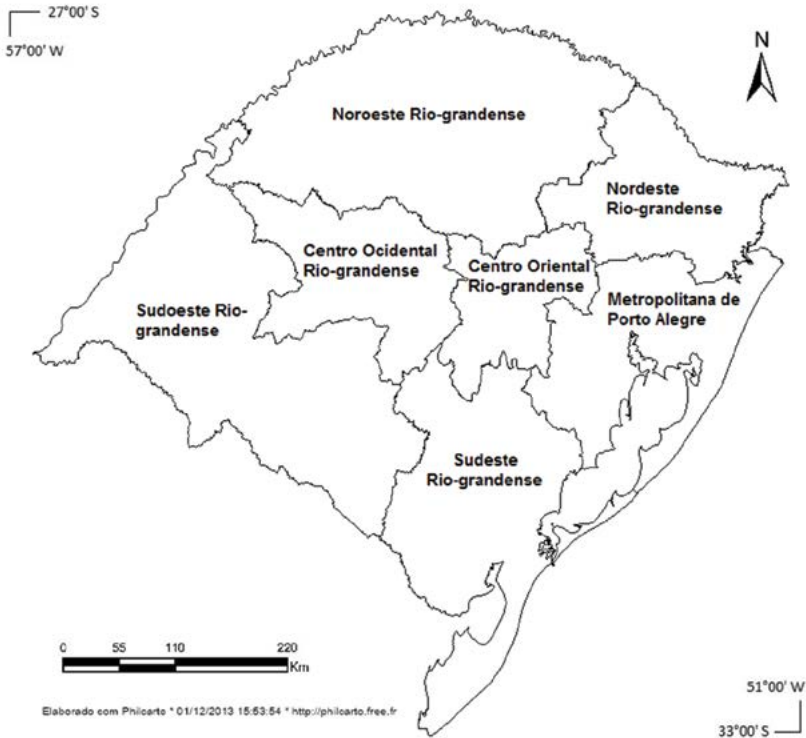 27°00' S
57°00' W
N
Noroeste Rio-grandense
Nordeste
Rio-grandense
Centro Ocidental
Rio-grandense
Centro Oriental
Rio-grandense
Metropolitana de
Porto Alegre
Sudoeste Rio-
grandense
Sudeste
Rio-grandense
0 55 110 220
Km
Elaborado com Philcarto * 01/12/2013 15:53:54 * http://philcarto.free.fr
51°00' W
33°00' S